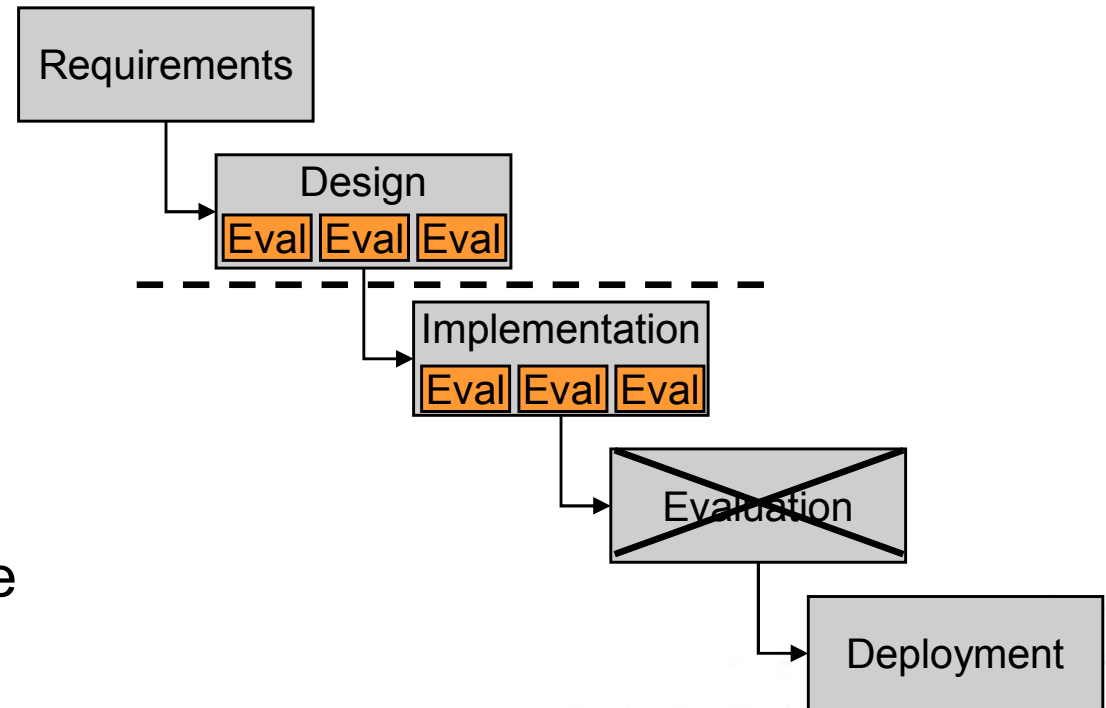 Requirements
Design
Eval Eval Eval
Implementation
Eval Eval Eval
Evaluation
e
Deployment